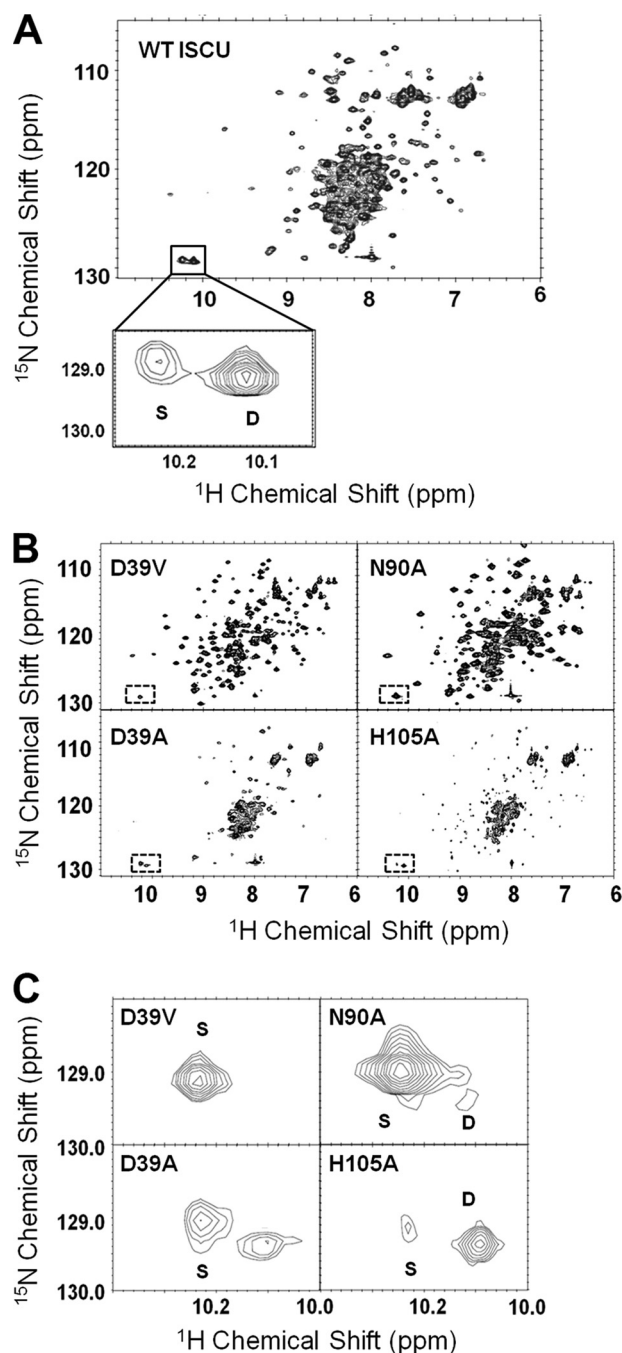 A
WT ISCU
110
120
130
10 9 8 7 6
15N Chemical Shift (ppm)
129.0
130.0
S D
10.2 10.1
1H Chemical Shift (ppm)
B
D39V N90A
110
120
130
D39A H105A
110
120
130
15N Chemical Shift (ppm)
10 9 8 7 6 10 9 8 7 6
1H Chemical Shift (ppm)
C
D39V N90A
S
129.0
S D
130.0
D39A H105A
D
129.0
S S
130.0
15N Chemical Shift (ppm)
10.2 10.0 10.2 10.0
1H Chemical Shift (ppm)